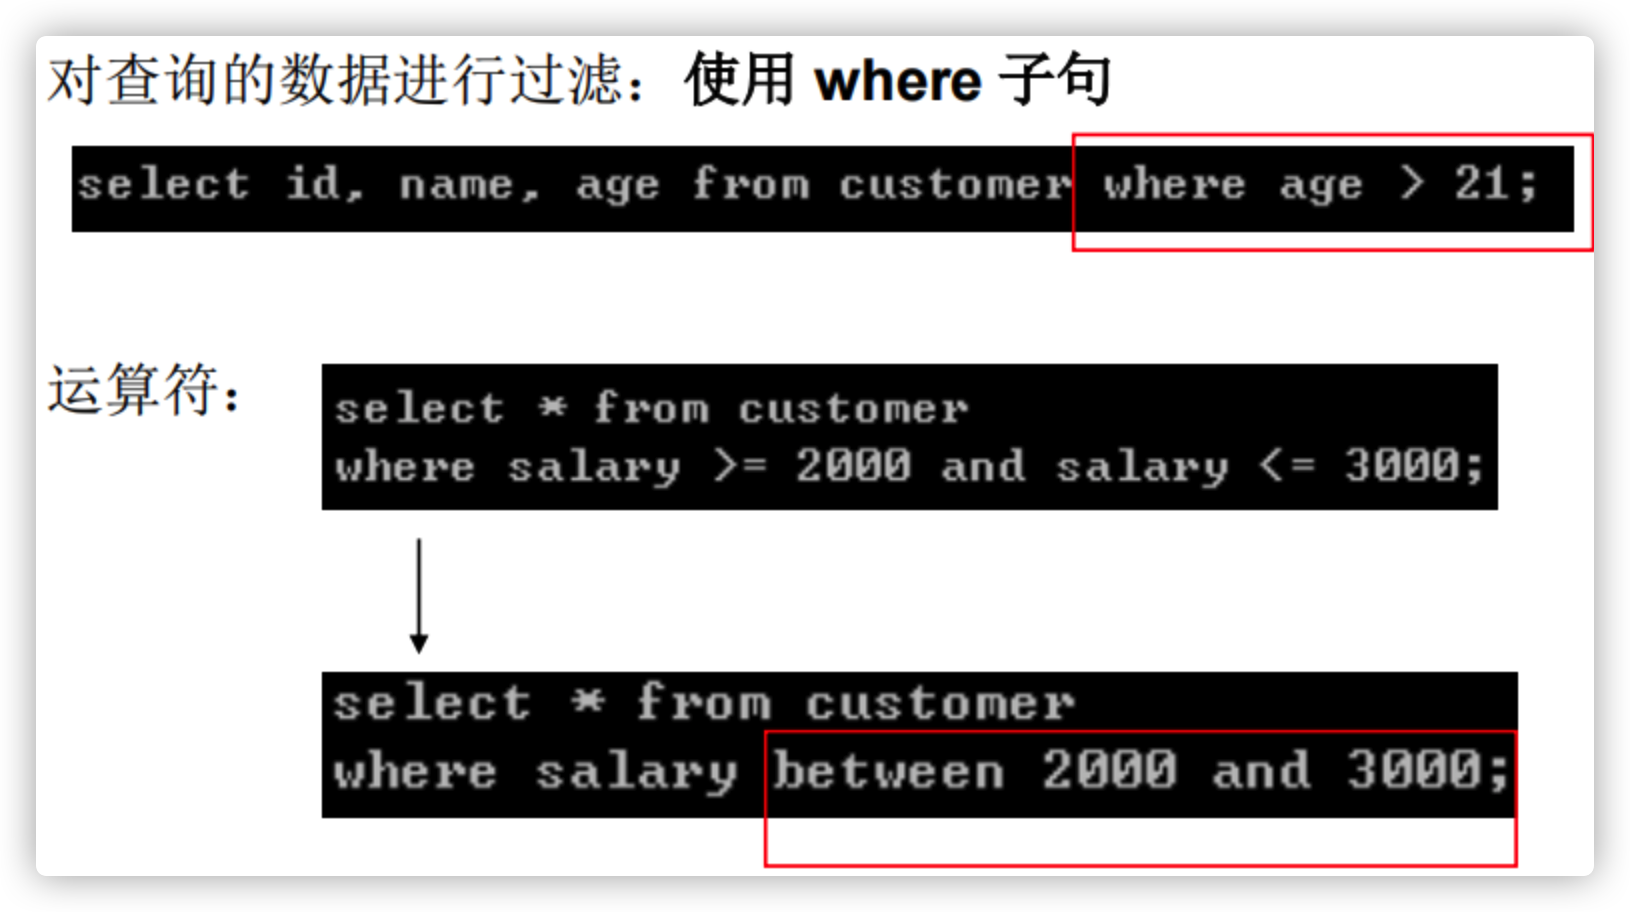 对查询的数据进行过滤：使用 where 子句
select id, name, age from customer where age > 21;
运算符：
select * from customer
where salary >= 2000 and salary <= 3000;
select * from customer
where salary between 2000 and 3000;